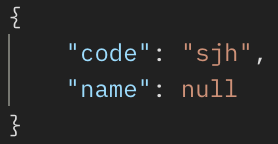 {
    "code": "sjh",
    "name": null
}